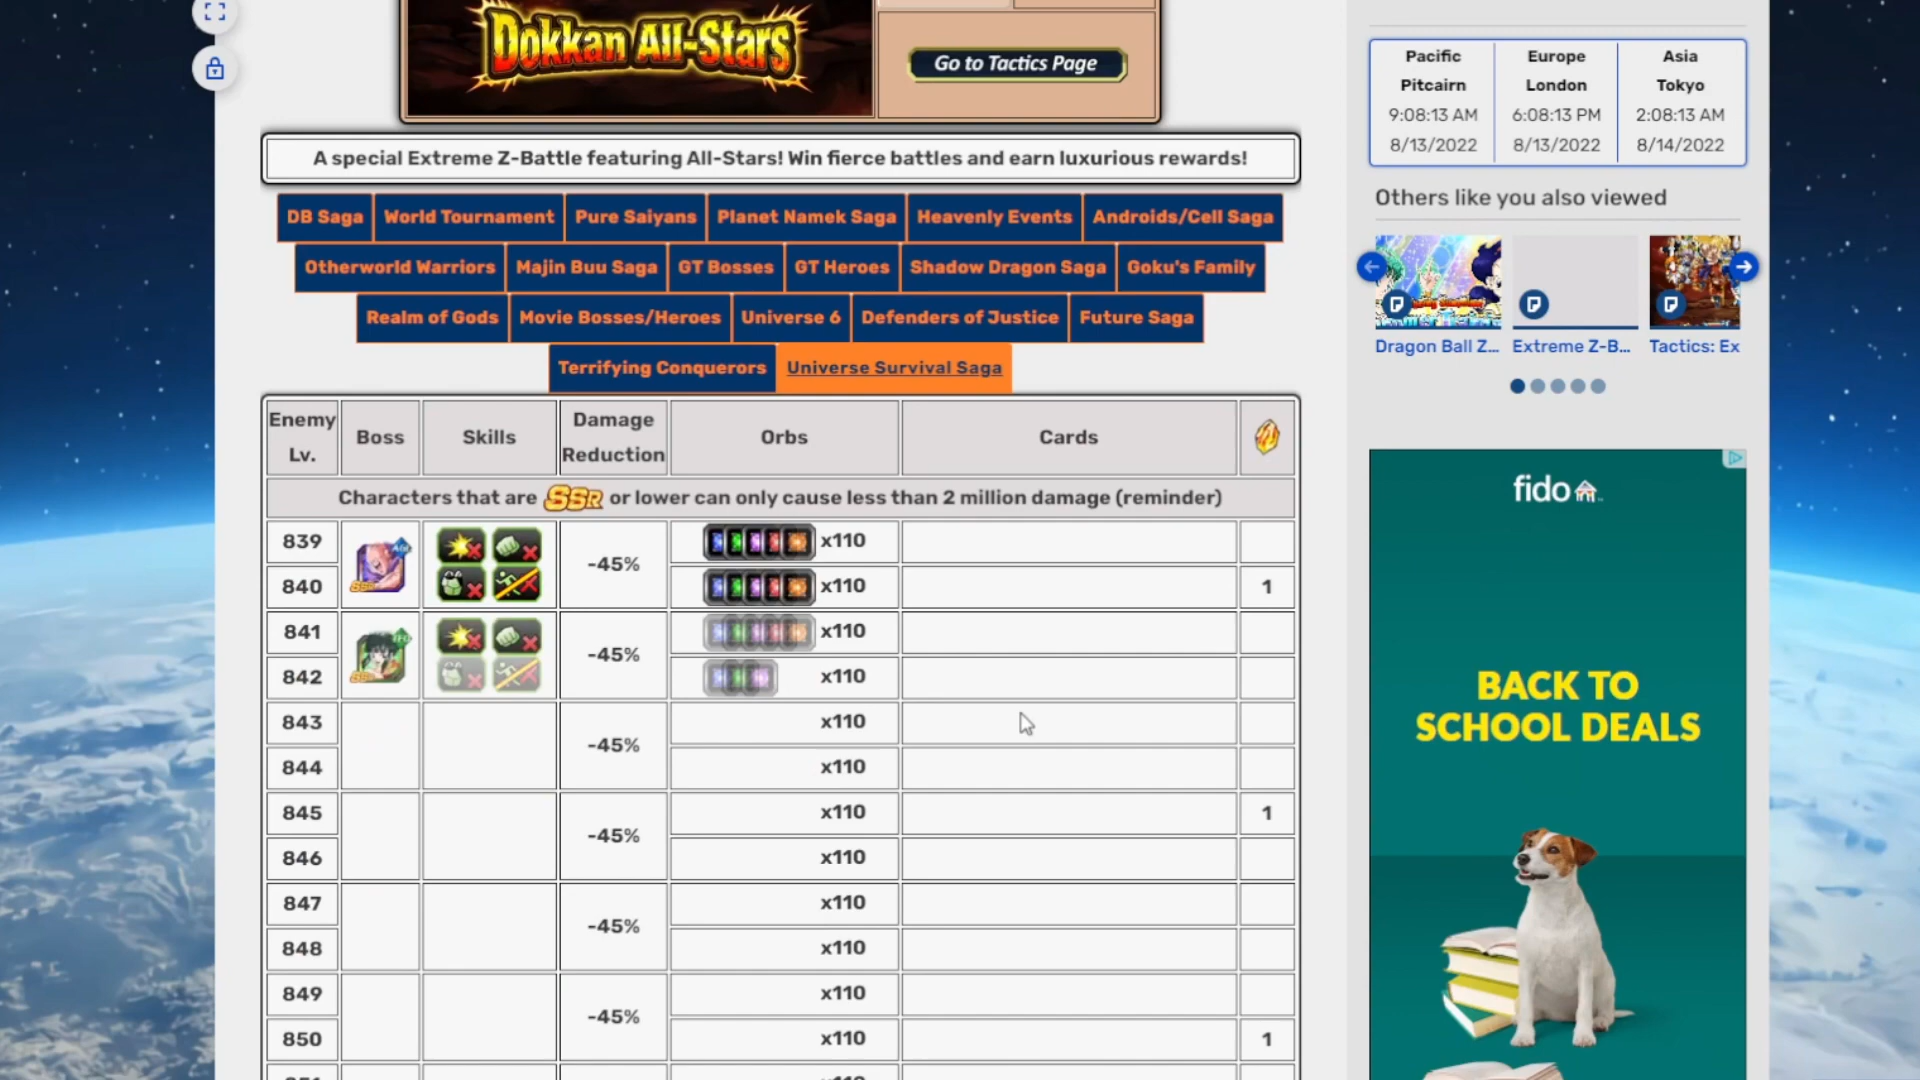 Dokkan All-Stars
Go to Tactics Page
A special Extreme Z-Battle featuring All-Stars! Win fierce battles and earn luxurious rewards!
DB Saga World Tournament Pure Saiyans Planet Namek Saga Heavenly Events Androids/Cell Saga
Otherworld Warriors Majin Buu Saga GT Bosses GT Heroes Shadow Dragon Saga Goku's Family
Realm of Gods Movie Bosses/Heroes Universe 6 Defenders of Justice Future Saga
Terrifying Conquerors Universe Survival Saga
Enemy Lv. Boss Skills Damage Reduction Orbs Cards
Characters that are SSR or lower can only cause less than 2 million damage (reminder)
839 -45% x110
840 x110 1
841 -45% x110
842 x110
843 -45% x110
844 x110
845 -45% x110 1
846 x110
847 -45% x110
848 x110
849 -45% x110
850 x110 1
Pacific Europe Asia
Pitcairn London Tokyo
9:08:13 AM 6:08:13 PM 2:08:13 AM
8/13/2022 8/13/2022 8/14/2022
Others like you also viewed
Dragon Ball Z... Extreme Z-B... Tactics: Ex
fido
BACK TO
SCHOOL DEALS